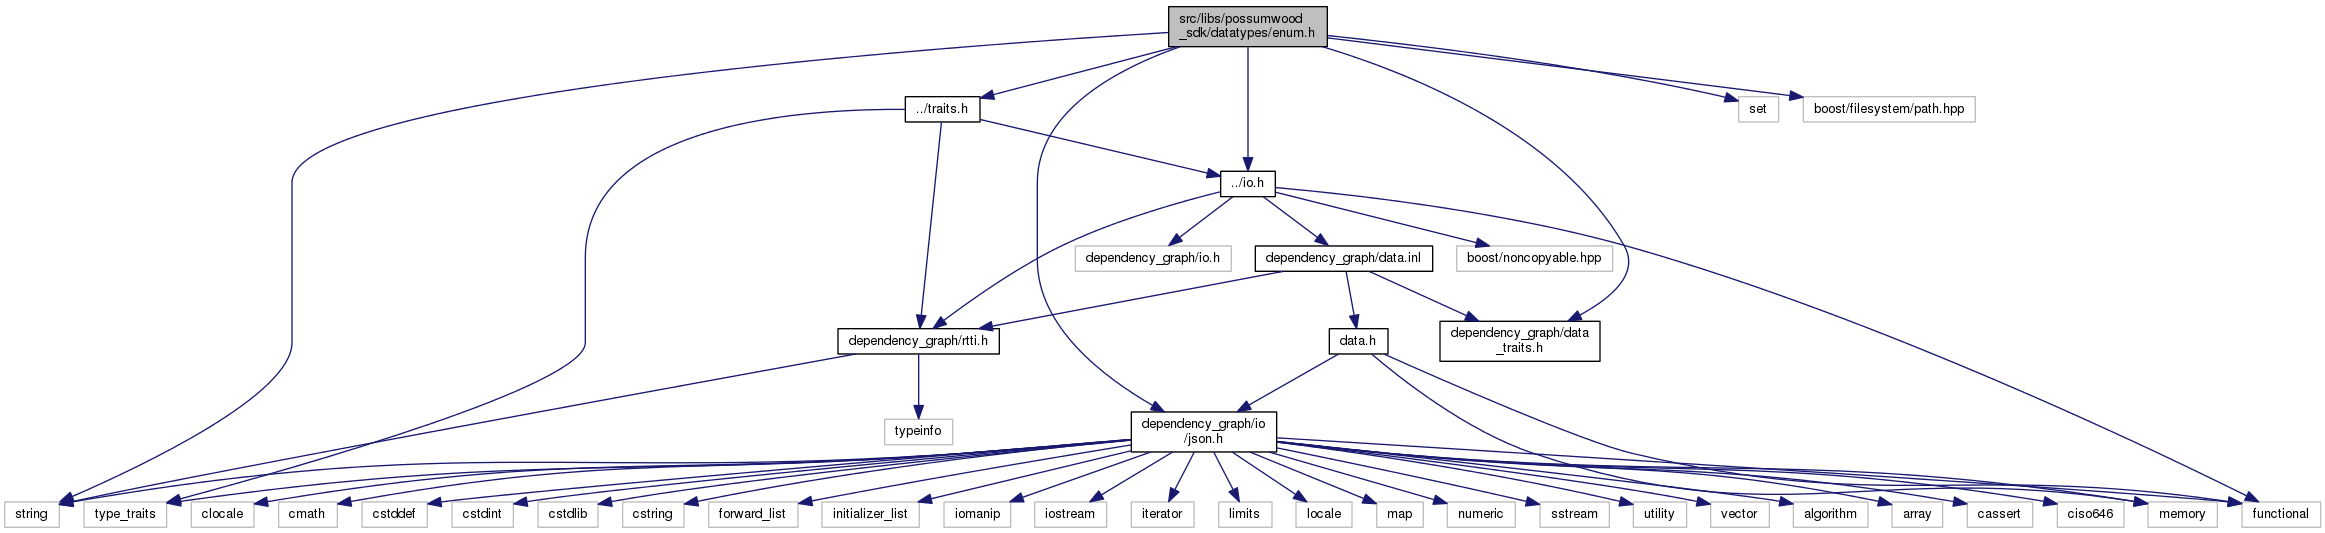 src/libs/possumwood
_sdk/datatypes/enum.h
../traits.h
set
boost/filesystem/path.hpp
../io.h
dependency_graph/io.h
dependency_graph/data.inl
boost/noncopyable.hpp
dependency_graph/rtti.h
data.h
dependency_graph/data
_traits.h
typeinfo
dependency_graph/io
/json.h
string
type_traits
clocale
cmath
cstddef
cstdint
cstdlib
cstring
forward_list
initializer_list
iomanip
iostream
iterator
limits
locale
map
numeric
sstream
utility
vector
algorithm
array
cassert
ciso646
memory
functional